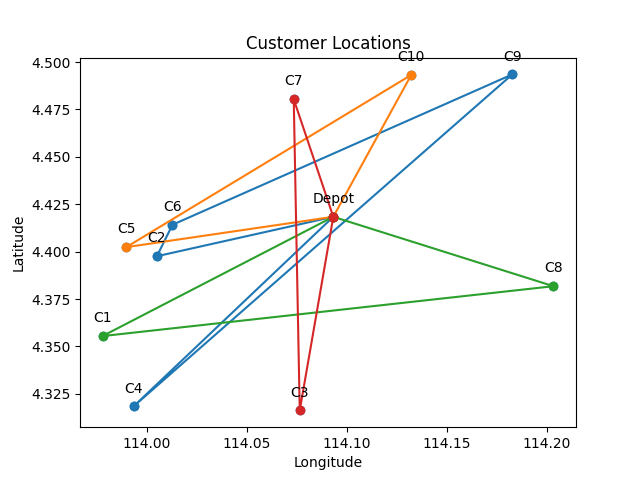 Customer Locations
4.500
4.475
4.450
4.425
4.400
4.375
4.350
4.325
Latitude
C10
C9
C7
Depot
C6
C5
C2
C8
C1
C4
C3
114.00
114.05
114.10
114.15
114.20
Longitude